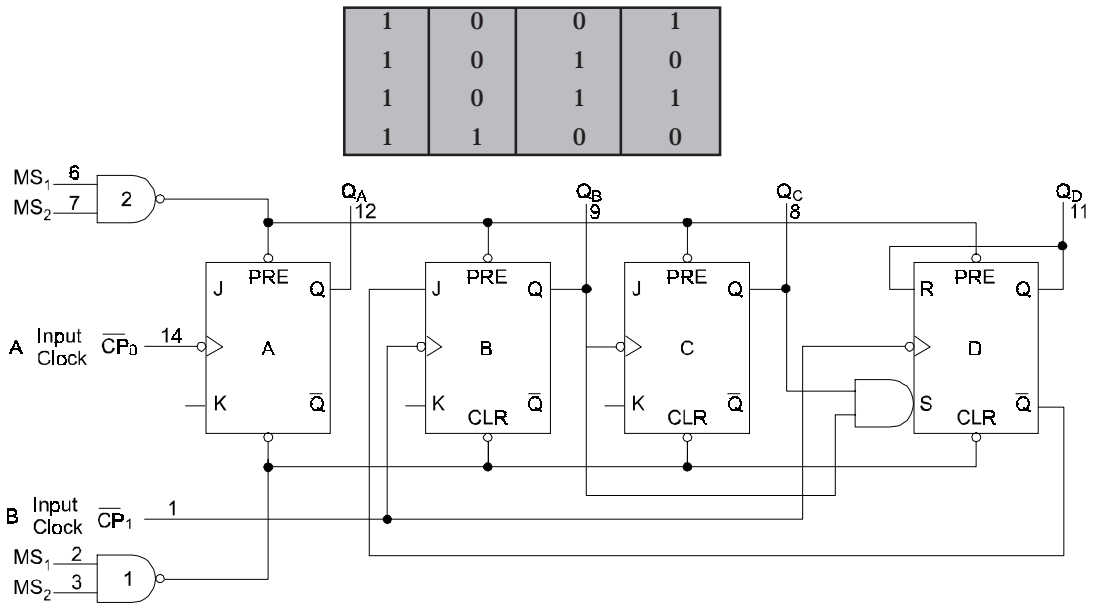 1 0 0 1
1 0 1 0
1 0 1 1
1 1 0 0
MS1 6
MS2 7
2
QA 12
QB 9
QC 8
QD 11
J PRE Q
J PRE Q
J PRE Q
R PRE Q
A Input Clock C̅P̅0 14
A
B
C
D
K Q̅
K CLR Q̅
K CLR Q̅
S CLR Q̅
B Input Clock C̅P̅1 1
MS1 2
MS2 3
1